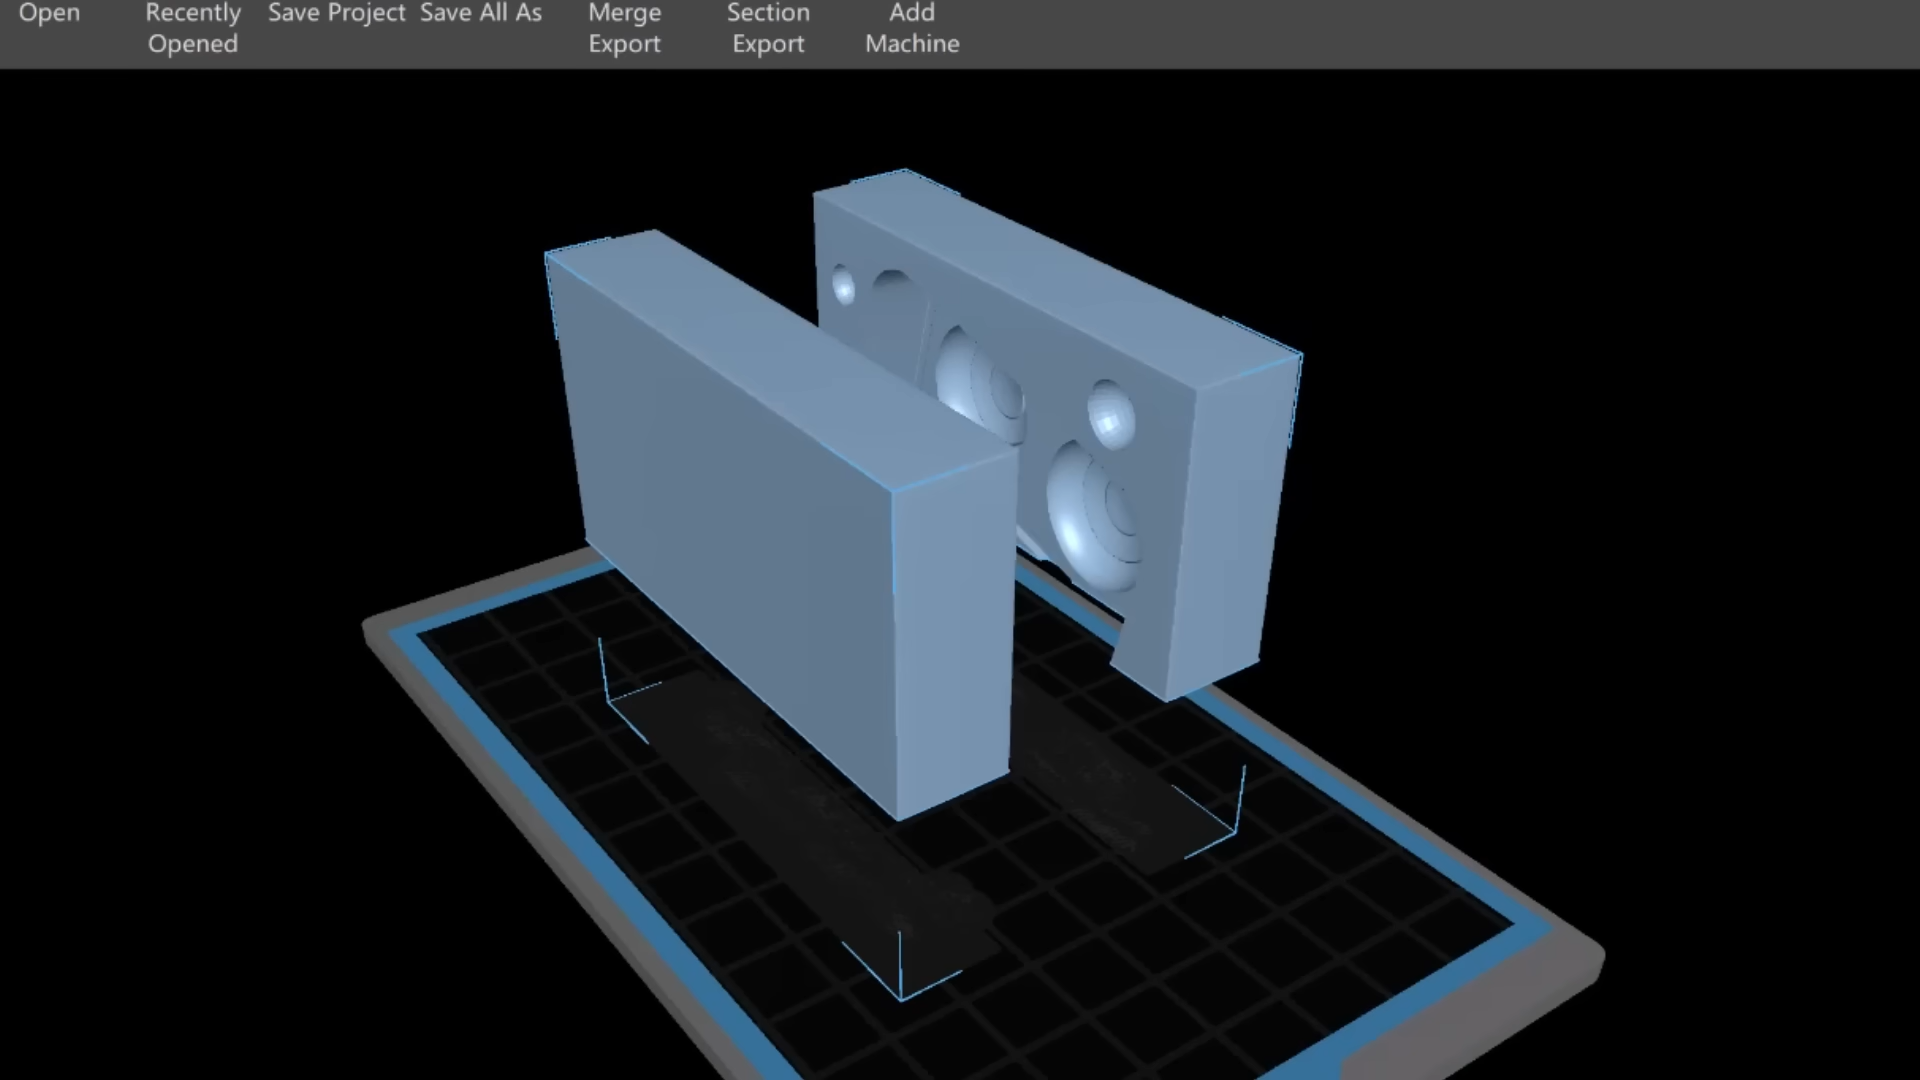 Open
Recently
Opened
Save Project
Save All As
Merge
Export
Section
Export
Add
Machine